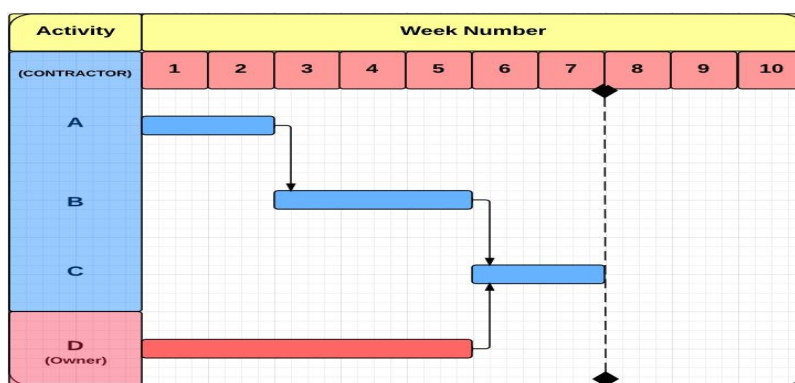 Activity Week Number
(CONTRACTOR) 1 2 3 4 5 6 7 8 9 10
A
B
C
D
(Owner)